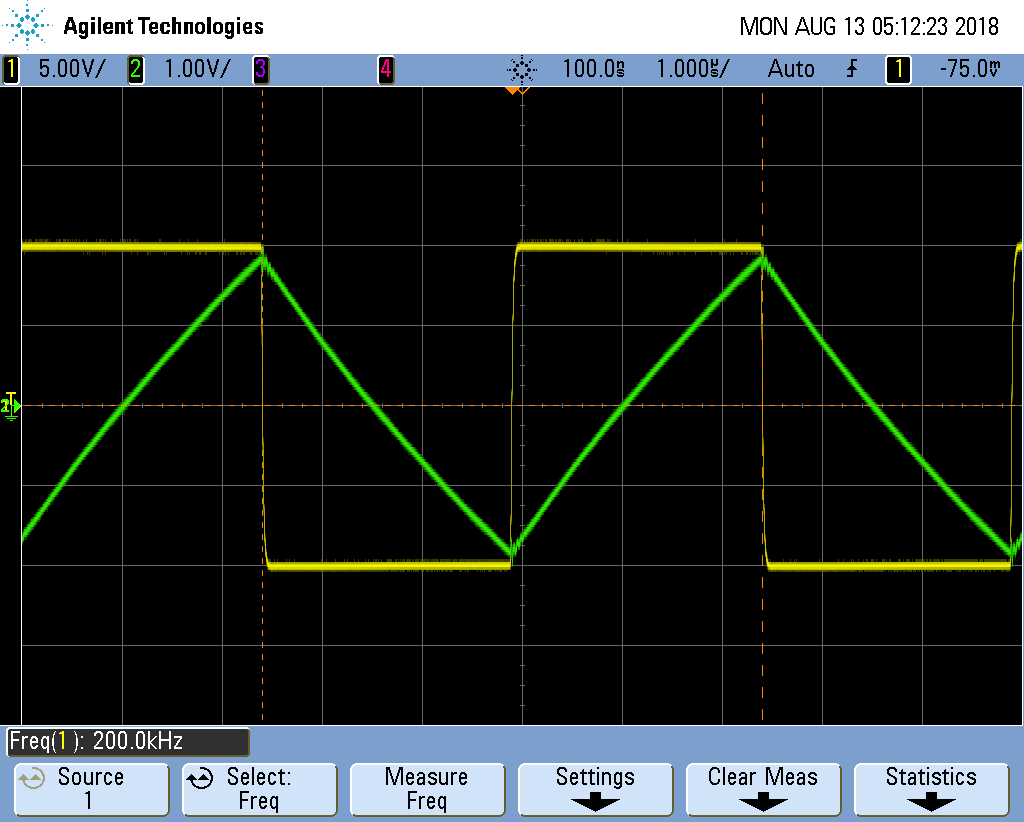 Agilent Technologies MON AUG 13 05:12:23 2018
1 5.00V/ 2 1.00V/ 3 4 100.0ns 1.000us/ Auto 1 -75.0mV
T
Freq(1): 200.0kHz
Source Select: Measure Settings Clear Meas Statistics
1 Freq Freq